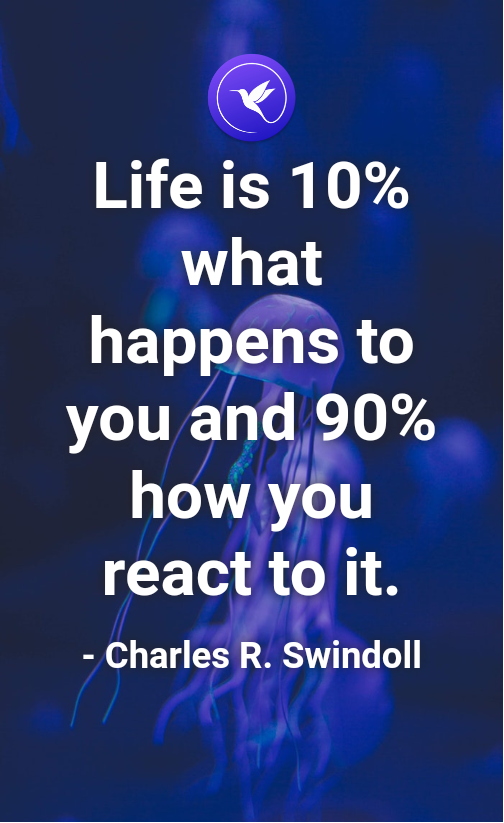 Life is 10%
what
happens to
you and 90%
how you
react to it.
- Charles R. Swindoll